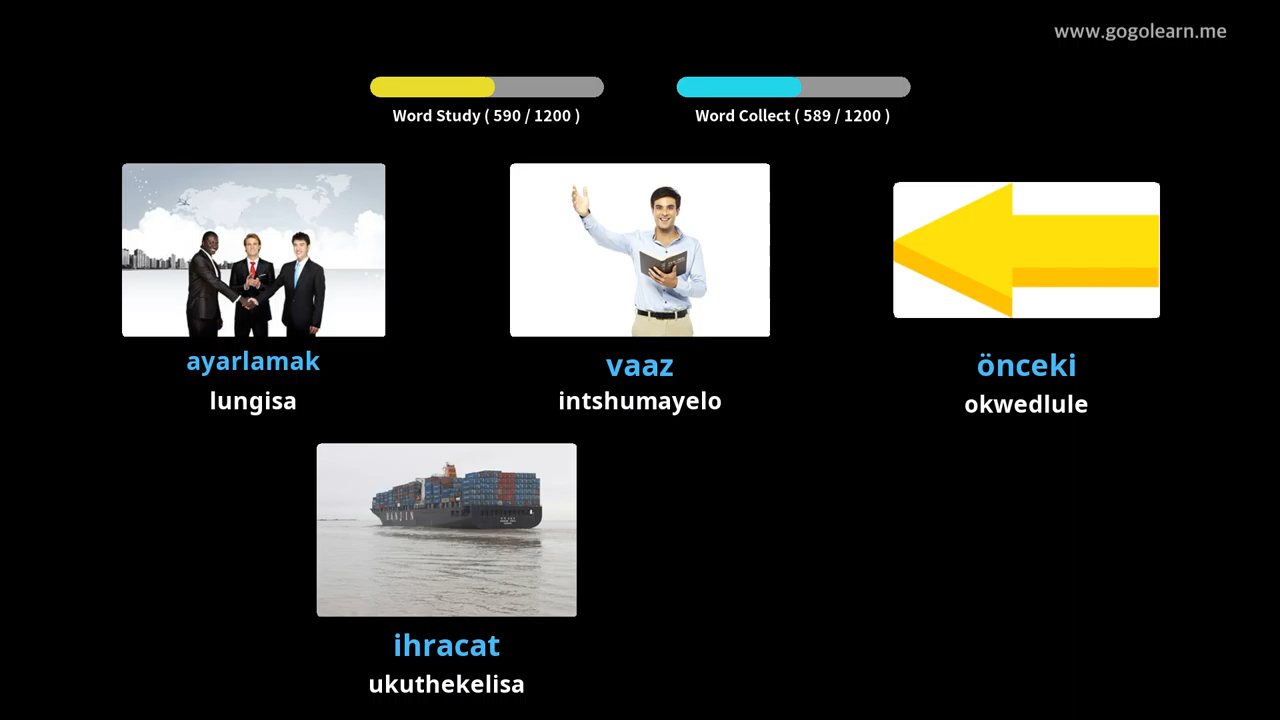 www.gogolearn.me
Word Study ( 590 / 1200 )
Word Collect ( 589 / 1200 )
ayarlamak
lungisa
vaaz
intshumayelo
önceki
okwedlule
HANJIN
ihracat
ukuthekelisa